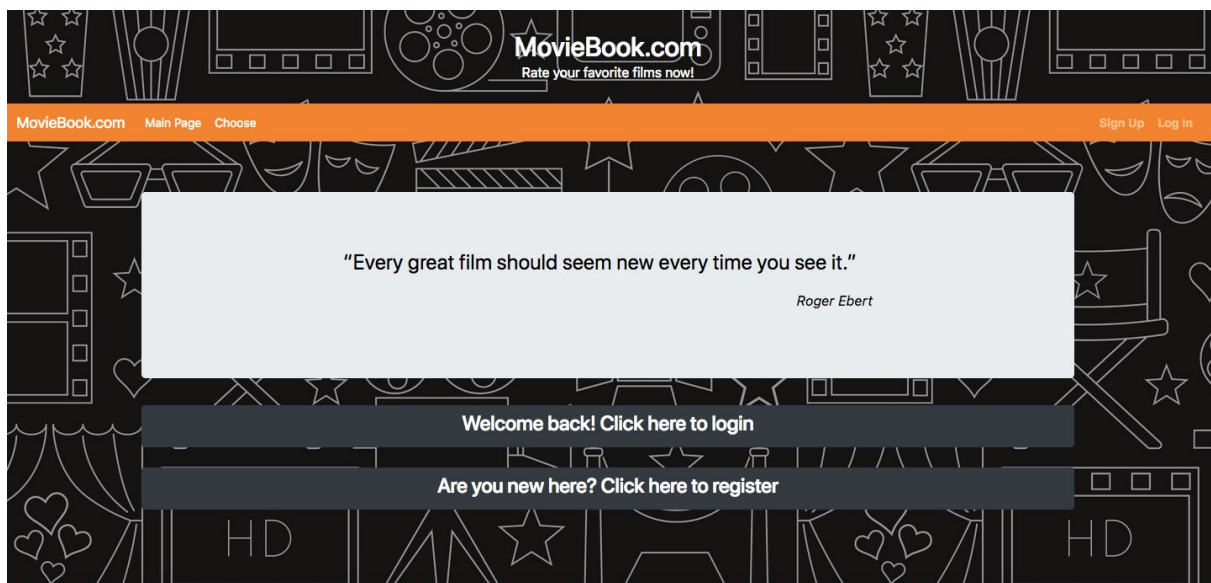 MovieBook.com
Rate your favorite films now!
MovieBook.com Main Page Choose Sign Up Log In
“Every great film should seem new every time you see it.”
Roger Ebert
Welcome back! Click here to login
Are you new here? Click here to register
HD HD